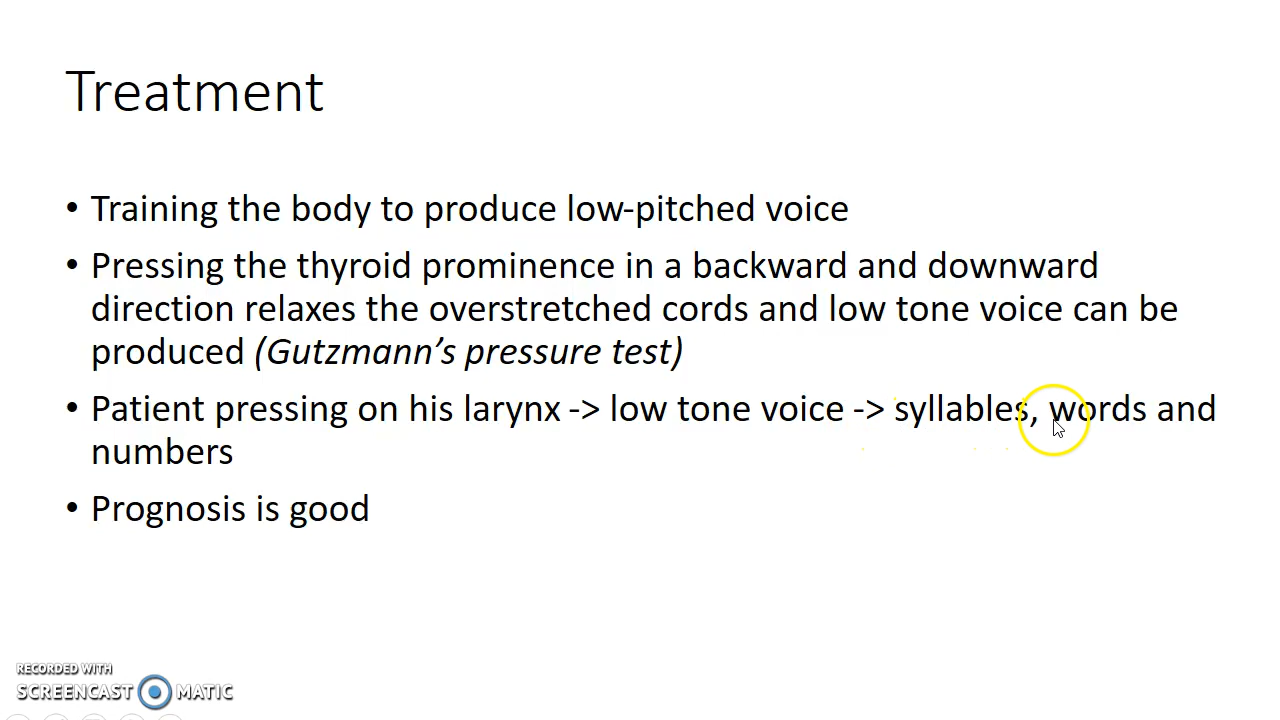 Treatment
• Training the body to produce low-pitched voice
• Pressing the thyroid prominence in a backward and downward
direction relaxes the overstretched cords and low tone voice can be
produced (Gutzmann’s pressure test)
• Patient pressing on his larynx -> low tone voice -> syllables, words and
numbers
• Prognosis is good
RECORDED WITH
SCREENCAST MATIC